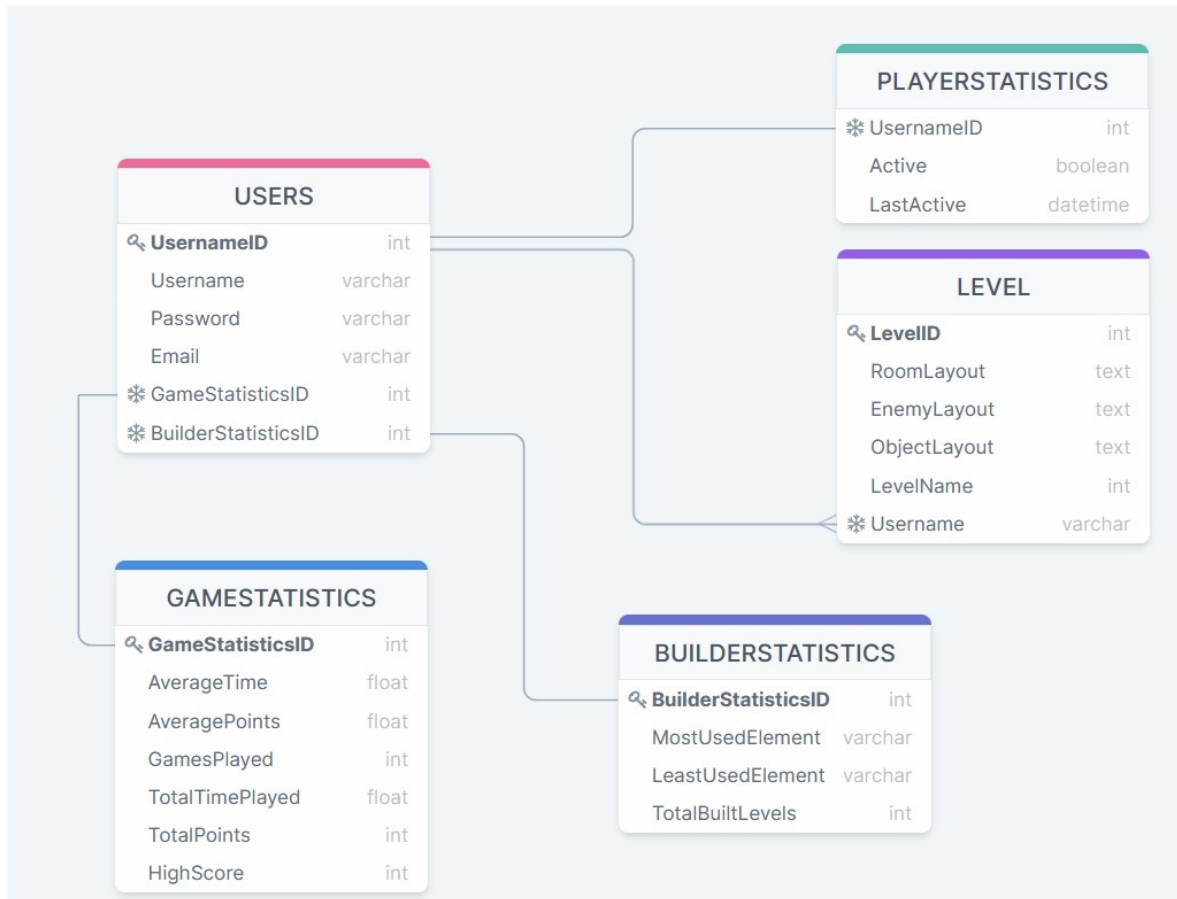 PLAYERSTATISTICS
UsernameID int
Active boolean
LastActive datetime
USERS
UsernameID int
Username varchar
Password varchar
Email varchar
GameStatisticsID int
BuilderStatisticsID int
LEVEL
LevelID int
RoomLayout text
EnemyLayout text
ObjectLayout text
LevelName int
Username varchar
GAMESTATISTICS
GameStatisticsID int
AverageTime float
AveragePoints float
GamesPlayed int
TotalTimePlayed float
TotalPoints int
HighScore int
BUILDERSTATISTICS
BuilderStatisticsID int
MostUsedElement varchar
LeastUsedElement varchar
TotalBuiltLevels int